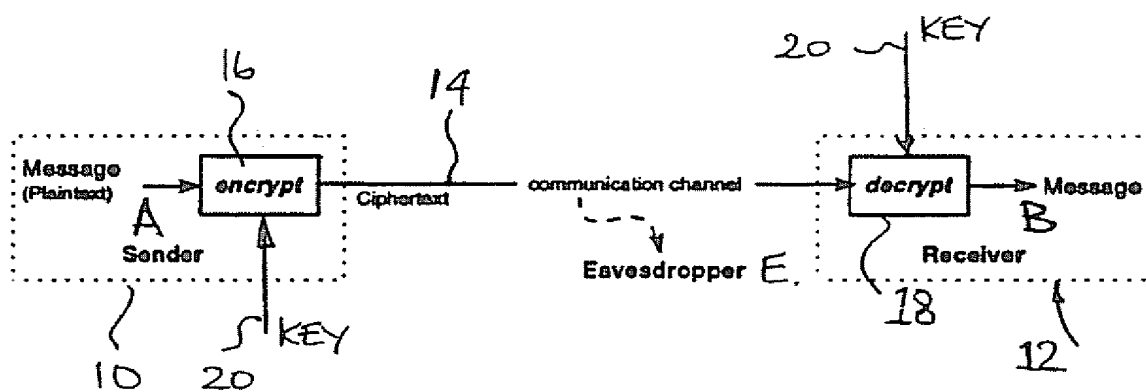 20
KEY
16
14
Message
(Plaintext)
encrypt
Ciphertext
communication channel
decrypt
Message
A
B
Sender
Receiver
Eavesdropper E.
KEY
18
10
20
12